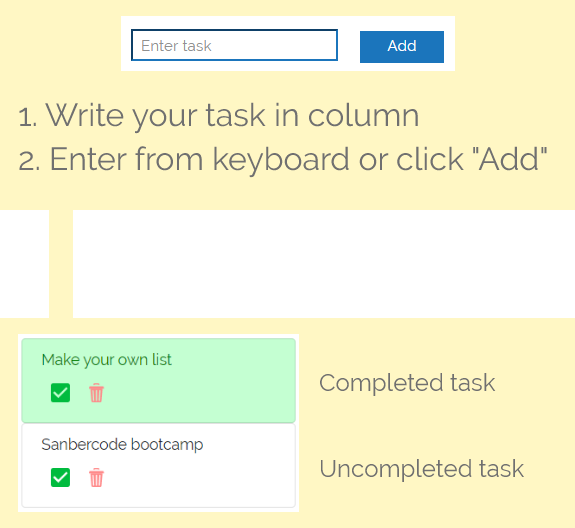 Enter task
Add
1. Write your task in column
2. Enter from keyboard or click "Add"
Make your own list
Completed task
Sanbercode bootcamp
Uncompleted task